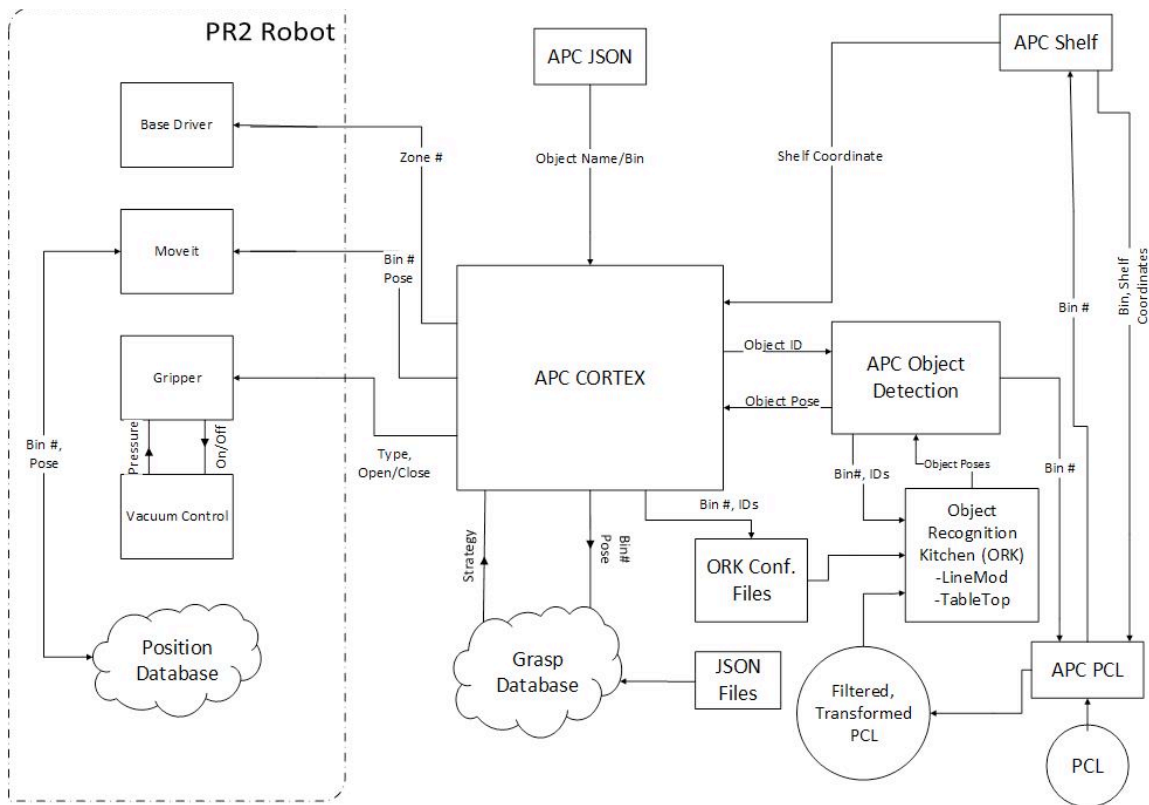 PR2 Robot
APC JSON
APC Shelf
Base Driver
Zone #
Object Name/Bin
Shelf Coordinate
Moveit
Bin #
Pose
Bin #
Bin, Shelf
Coordinates
Gripper
APC CORTEX
Object ID
Object Pose
APC Object
Detection
Pressure
On/Off
Bin #,
Pose
Type,
Open/Close
Vacuum Control
Strategy
Bin#
Pose
Bin #, IDs
Bin#, IDs
Object Poses
Bin #
ORK Conf.
Files
Object
Recognition
Kitchen (ORK)
-LineMod
-TableTop
Position
Database
Grasp
Database
JSON
Files
Filtered,
Transformed
PCL
APC PCL
PCL